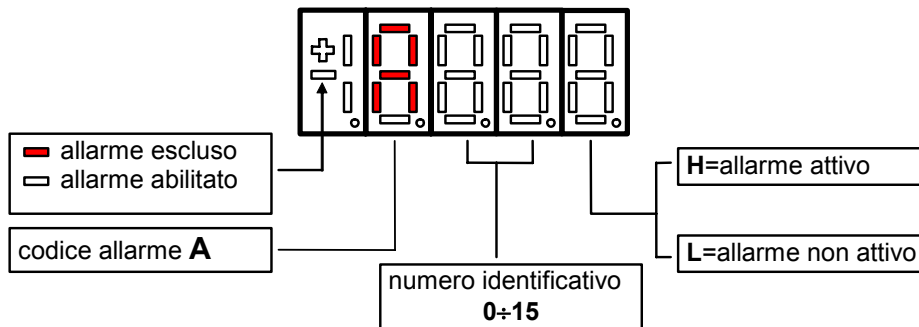 allarme escluso
allarme abilitato
codice allarme A
numero identificativo
0÷15
H=allarme attivo
L=allarme non attivo